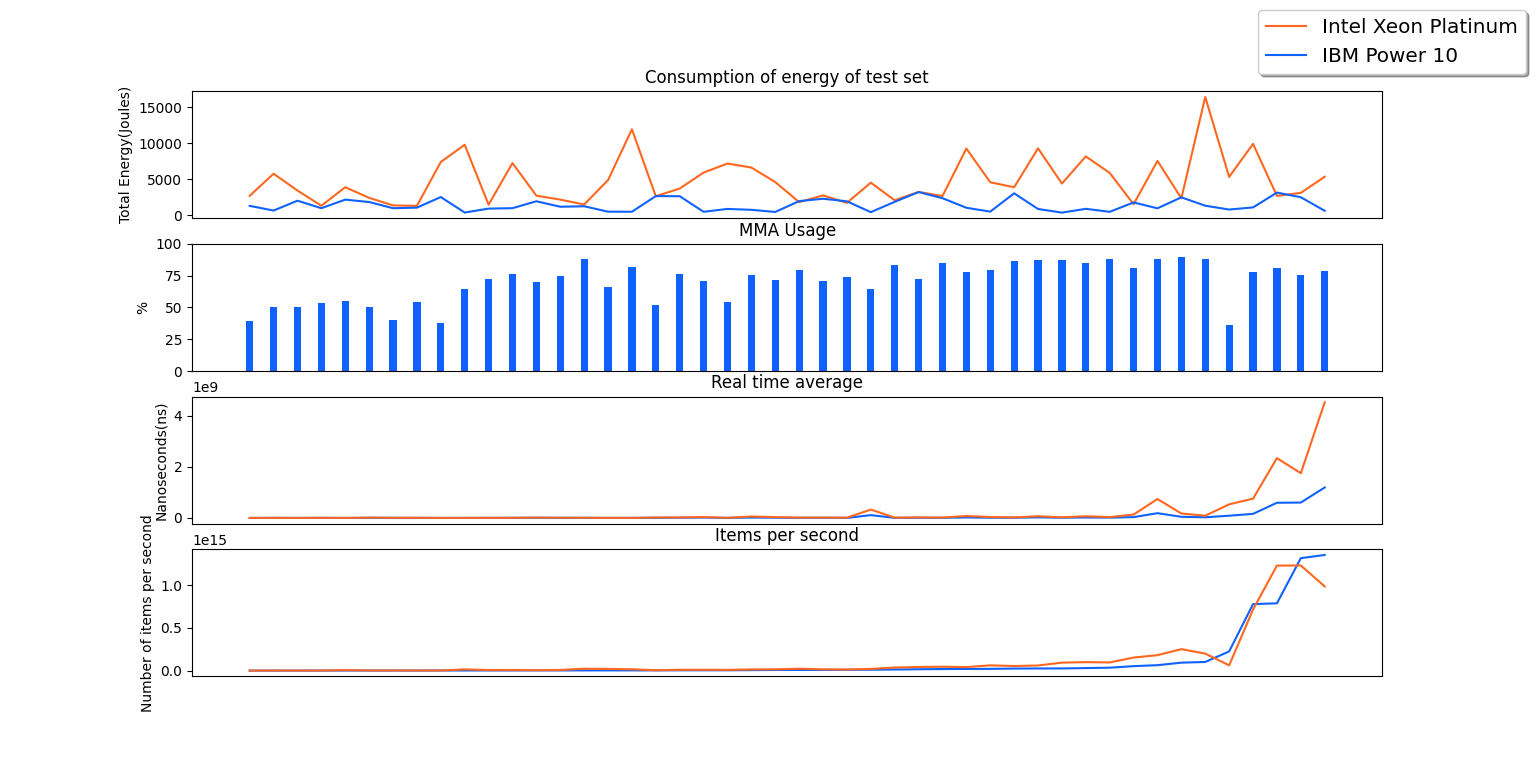 Intel Xeon Platinum
IBM Power 10
Consumption of energy of test set
Total Energy(Joules)
15000
10000
5000
0
MMA Usage
%
100
75
50
25
0
Real time average
1e9
Nanoseconds(ns)
4
2
0
Items per second
1e15
Number of items per second
1.0
0.5
0.0